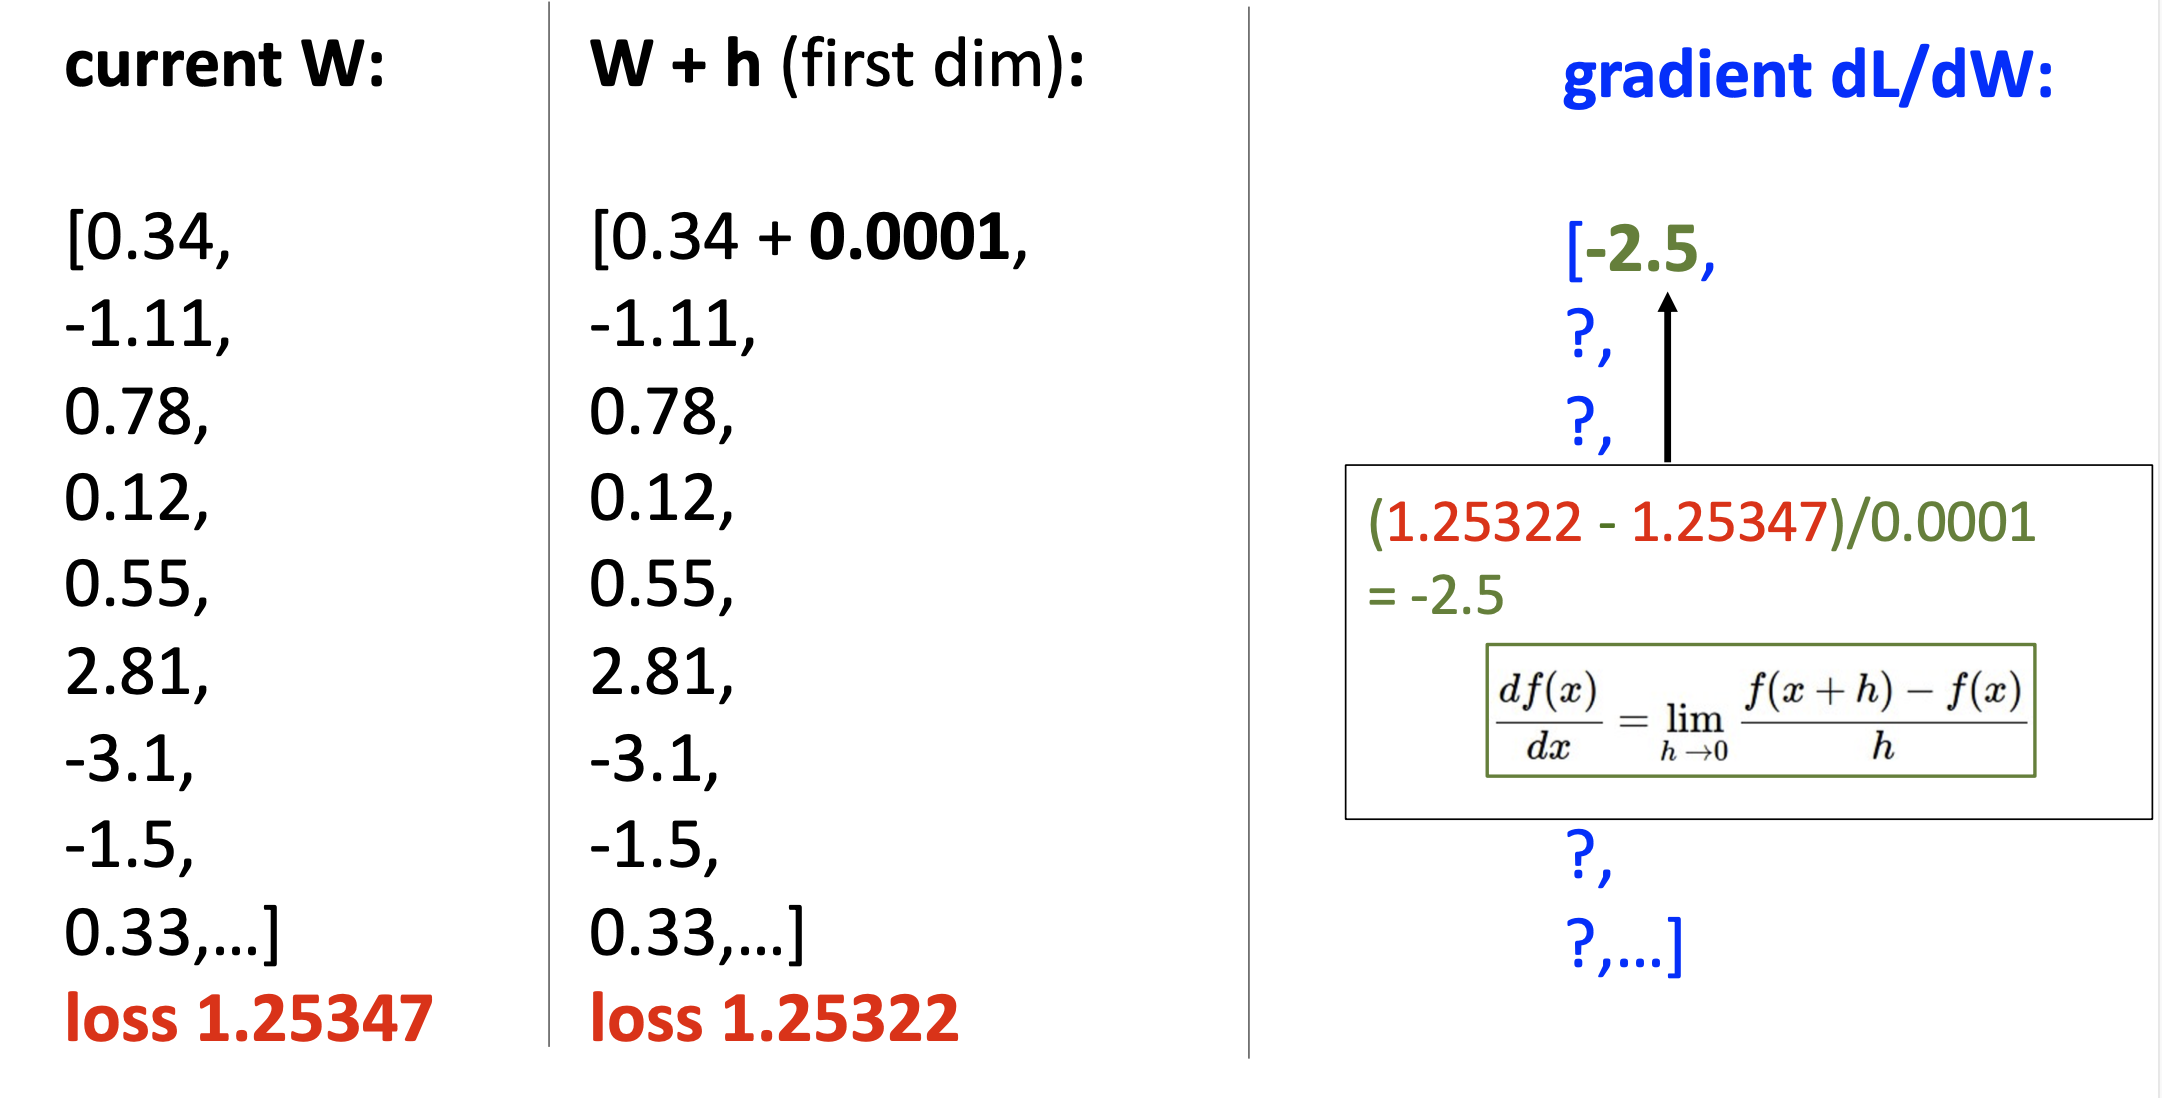 current W:
[0.34,
-1.11,
0.78,
0.12,
0.55,
2.81,
-3.1,
-1.5,
0.33,...]
loss 1.25347
W + h (first dim):
[0.34 + 0.0001,
-1.11,
0.78,
0.12,
0.55,
2.81,
-3.1,
-1.5,
0.33,...]
loss 1.25322
gradient dL/dW:
[-2.5,
?,
?,
(1.25322 - 1.25347)/0.0001
= -2.5
df(x)/dx = lim h→0 f(x + h) − f(x)/h
?,
?,...]